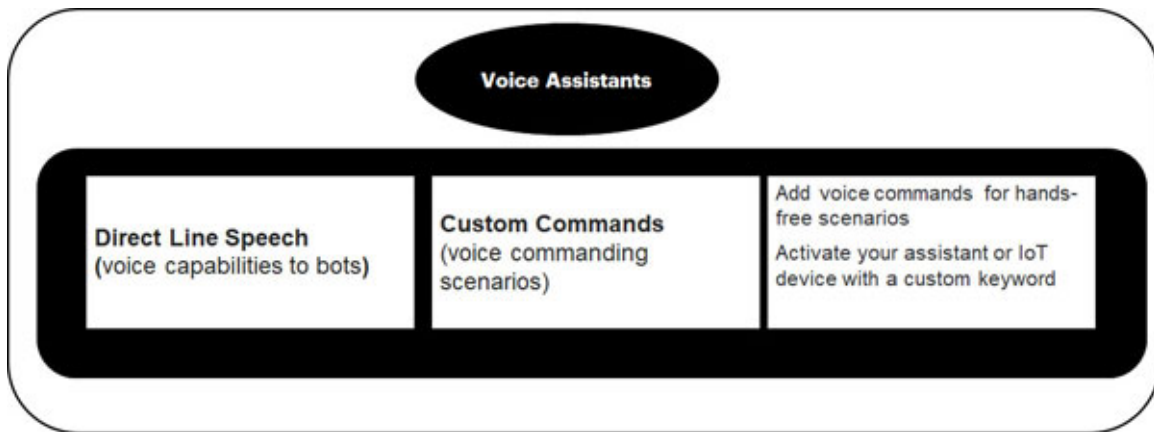 Voice Assistants
Direct Line Speech
(voice capabilities to bots)
Custom Commands
(voice commanding
scenarios)
Add voice commands for hands-
free scenarios
Activate your assistant or IoT
device with a custom keyword